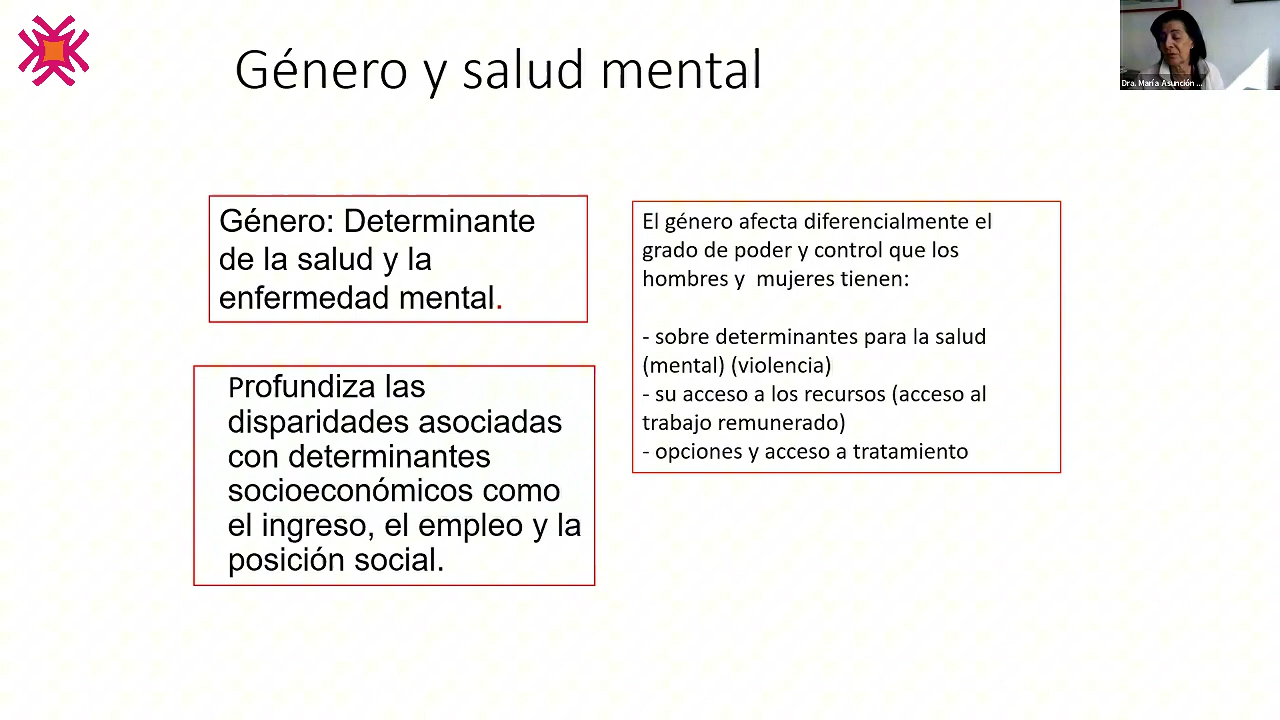 Género y salud mental
Género: Determinante
de la salud y la
enfermedad mental.
Profundiza las
disparidades asociadas
con determinantes
socioeconómicos como
el ingreso, el empleo y la
posición social.
El género afecta diferencialmente el
grado de poder y control que los
hombres y  mujeres tienen:
- sobre determinantes para la salud
(mental) (violencia)
- su acceso a los recursos (acceso al
trabajo remunerado)
- opciones y acceso a tratamiento
Dra. María Asunción ...